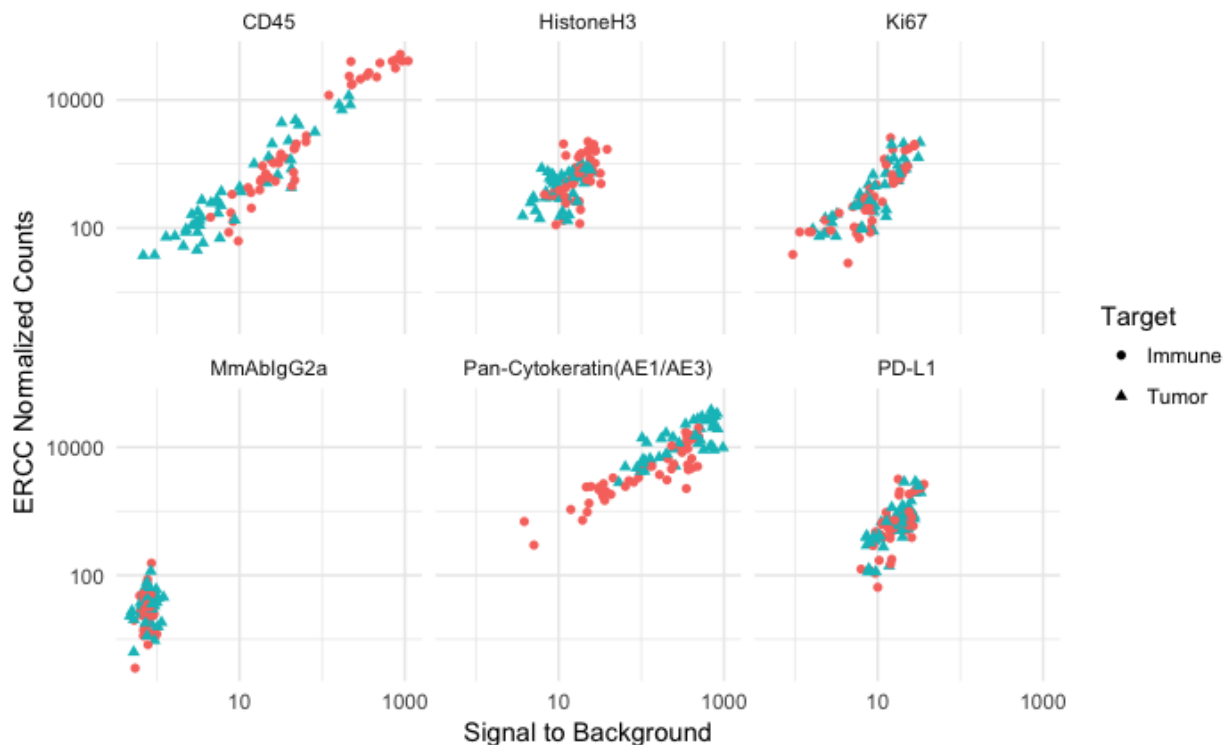 CD45
HistoneH3
Ki67
10000
100
ERCC Normalized Counts
MmAbIgG2a
Pan-Cytokeratin(AE1/AE3)
PD-L1
10000
100
10
1000
10
1000
10
1000
Signal to Background
Target
Immune
Tumor